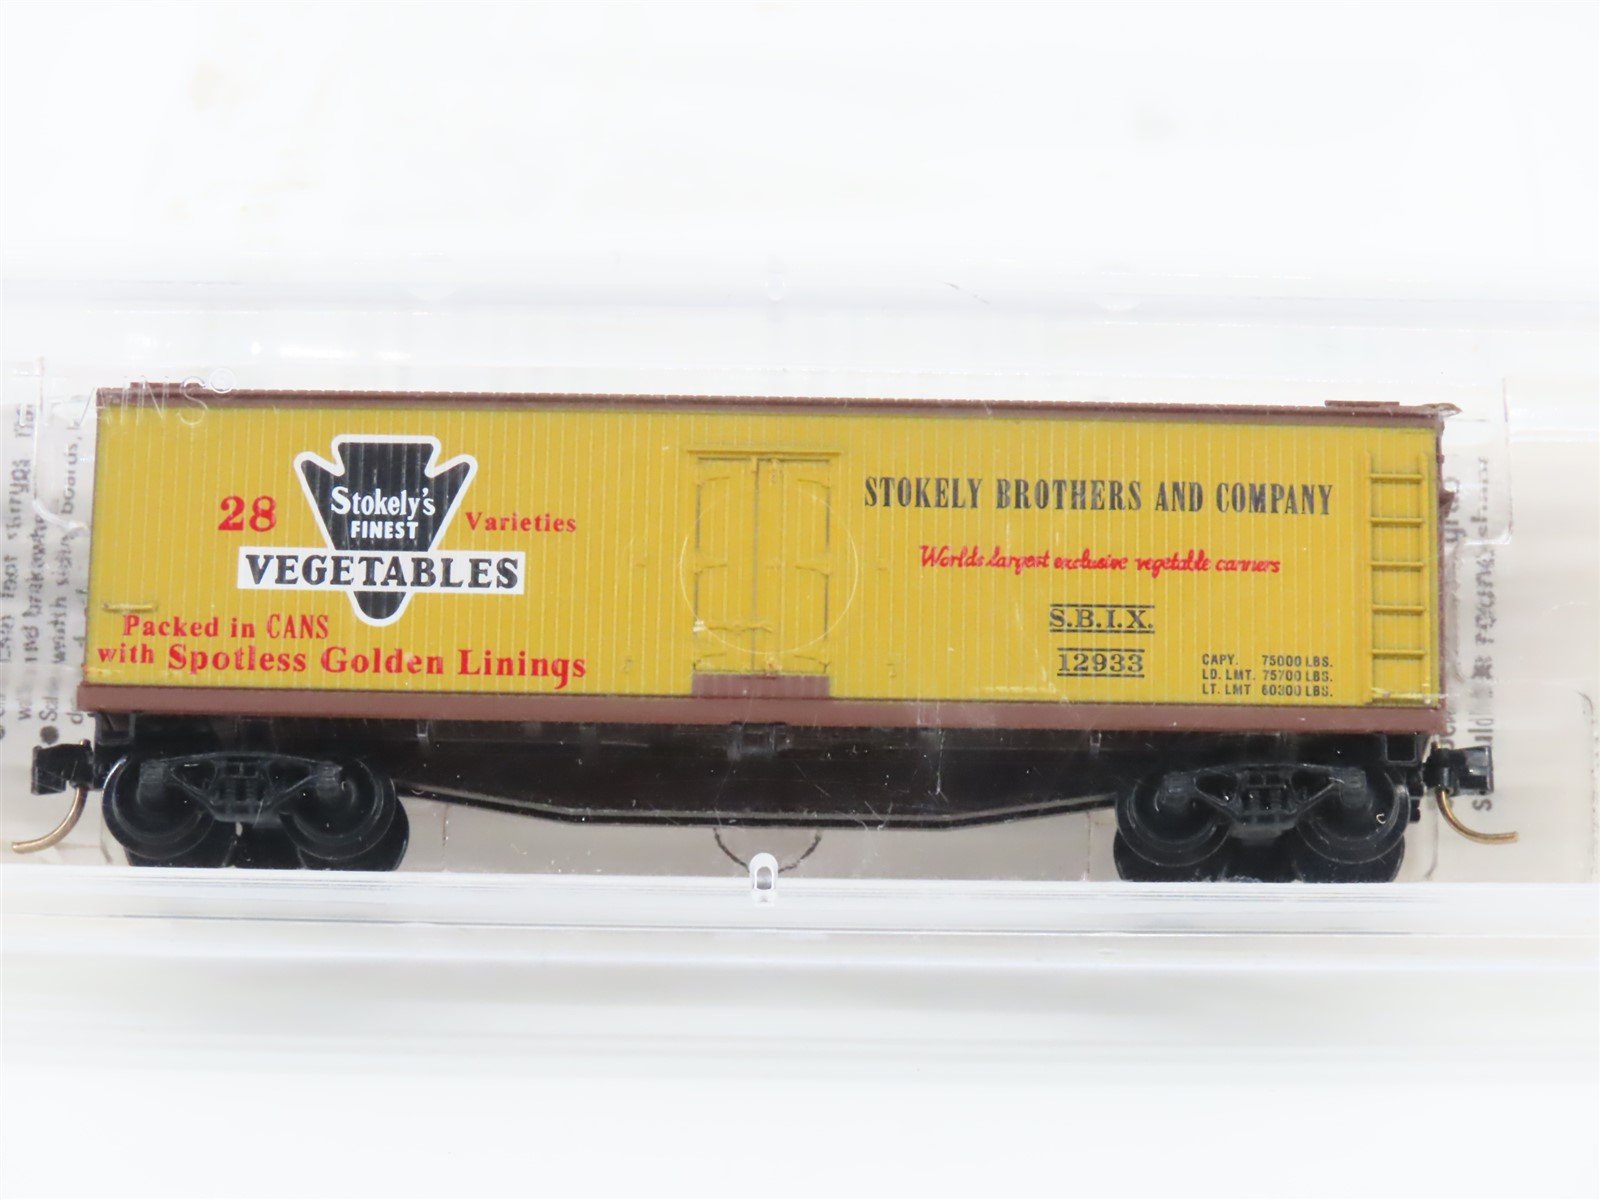 28
Stokely's
FINEST
Varieties
VEGETABLES
Packed in CANS
with Spotless Golden Linings
STOKELY BROTHERS AND COMPANY
Worlds largest exclusive vegetable canners
S.B.I.X.
12933
CAPY. 75000 LBS.
LD. LMT. 75700 LBS.
LT. LMT 60300 LBS.